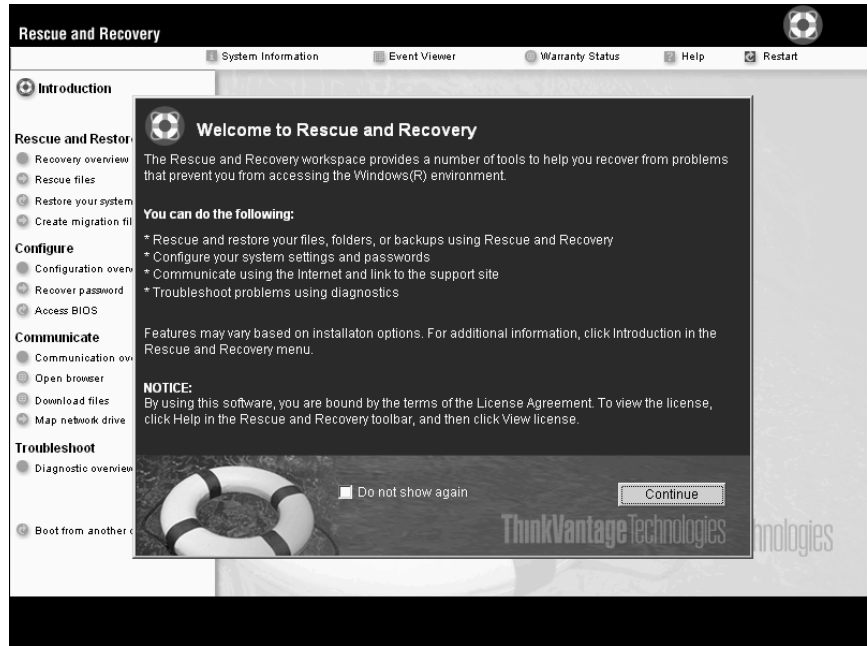 Rescue and Recovery
System Information
Event Viewer
Warranty Status
Help
Restart
Introduction
Rescue and Restor
Recovery overview
Rescue files
Restore your system
Create migration fil
Configure
Configuration overv
Recover password
Access BIOS
Communicate
Communication ov
Open browser
Download files
Map network drive
Troubleshoot
Diagnostic overview
Boot from another
Welcome to Rescue and Recovery
The Rescue and Recovery workspace provides a number of tools to help you recover from problems
that prevent you from accessing the Windows(R) environment.
You can do the following:
* Rescue and restore your files, folders, or backups using Rescue and Recovery
* Configure your system settings and passwords
* Communicate using the Internet and link to the support site
* Troubleshoot problems using diagnostics
Features may vary based on installaton options. For additional information, click Introduction in the
Rescue and Recovery menu.
NOTICE:
By using this software, you are bound by the terms of the License Agreement. To view the license,
click Help in the Rescue and Recovery toolbar, and then click View license.
Do not show again
Continue
ThinkVantage Technologies
hnologies